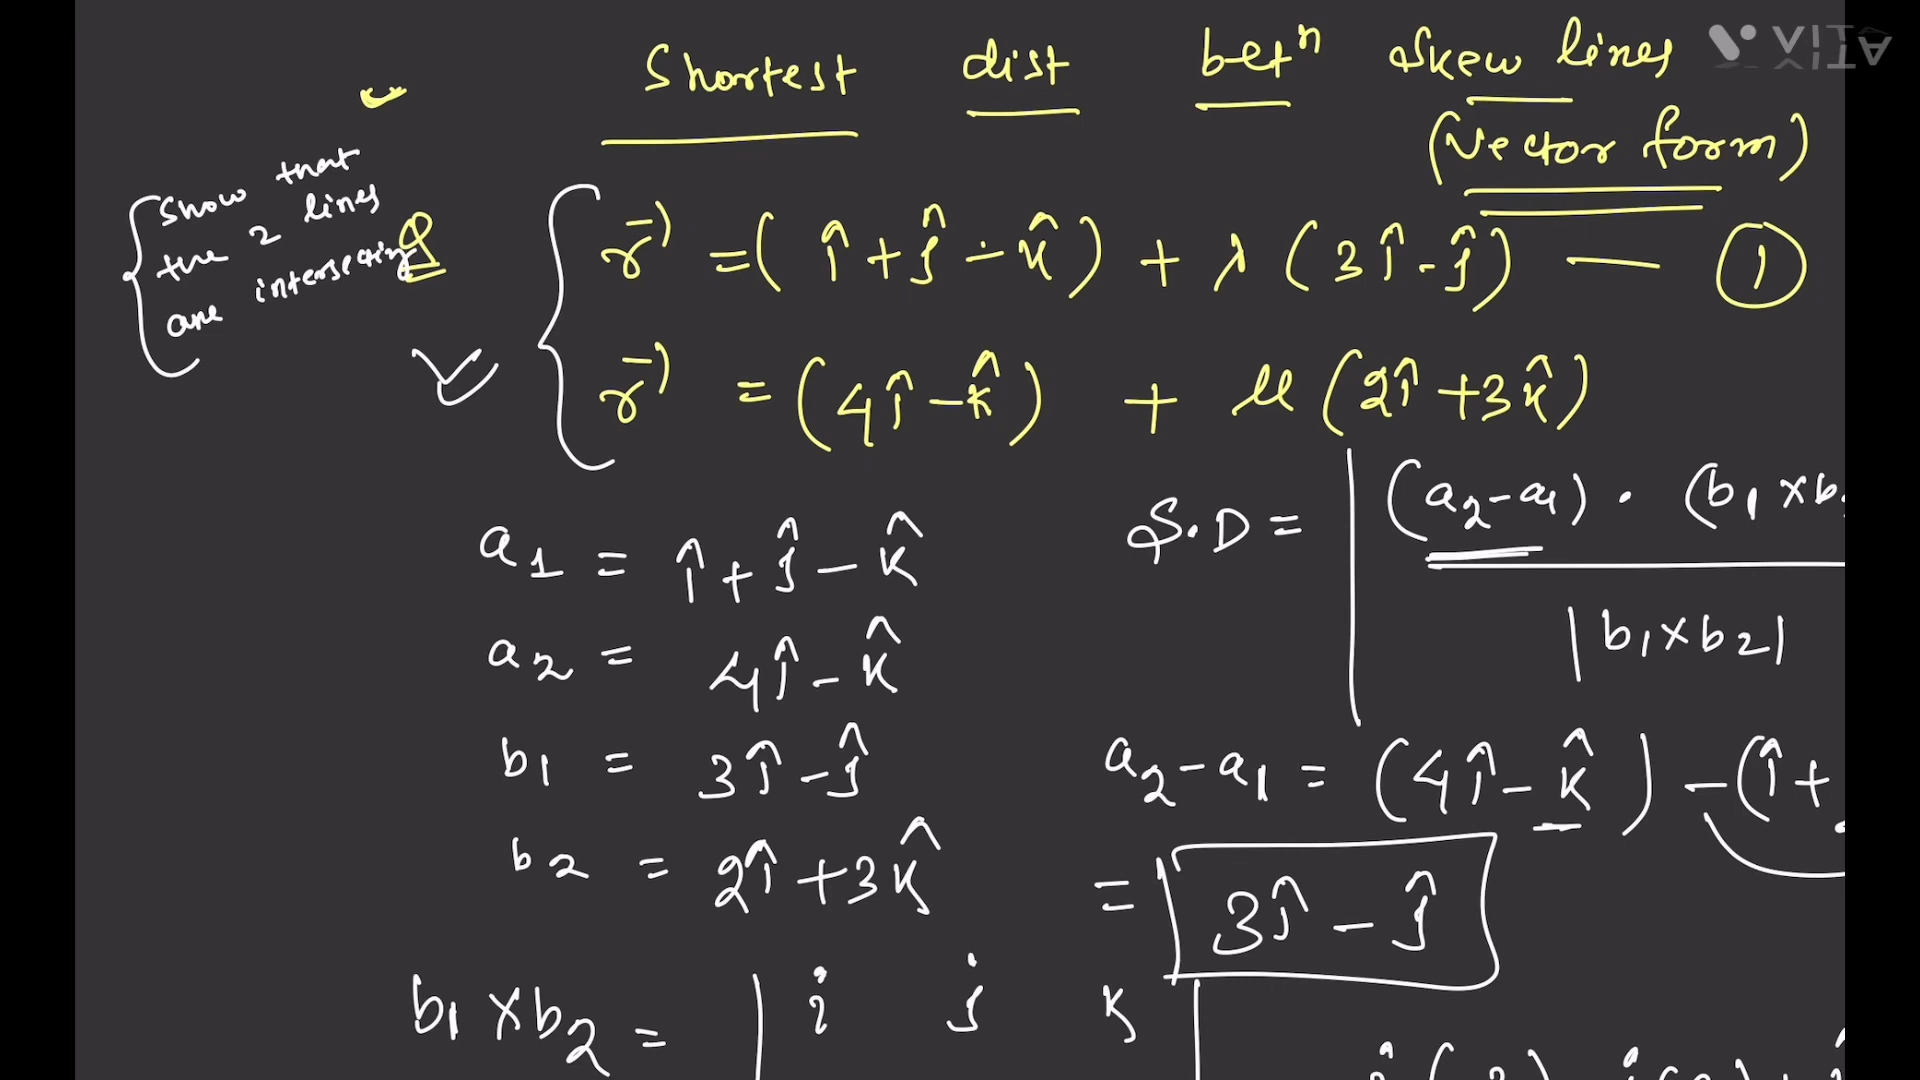 Shortest dist betⁿ skew lines
(Vector form)
VITA
Show that
the 2 lines
are intersecting
Q
r⃗ = (î + ĵ - k̂) + λ (3î - ĵ) — ①
r⃗ = (4î - k̂) + μ (2î + 3k̂)
a₁ = î + ĵ - k̂
a₂ = 4î - k̂
b₁ = 3î - ĵ
b₂ = 2î + 3k̂
S.D = | (a₂-a₁) . (b₁ x b
|b₁ x b₂|
a₂ - a₁ = (4î - k̂) - (î +
= 3î - ĵ
b₁ x b₂ = | i j k |